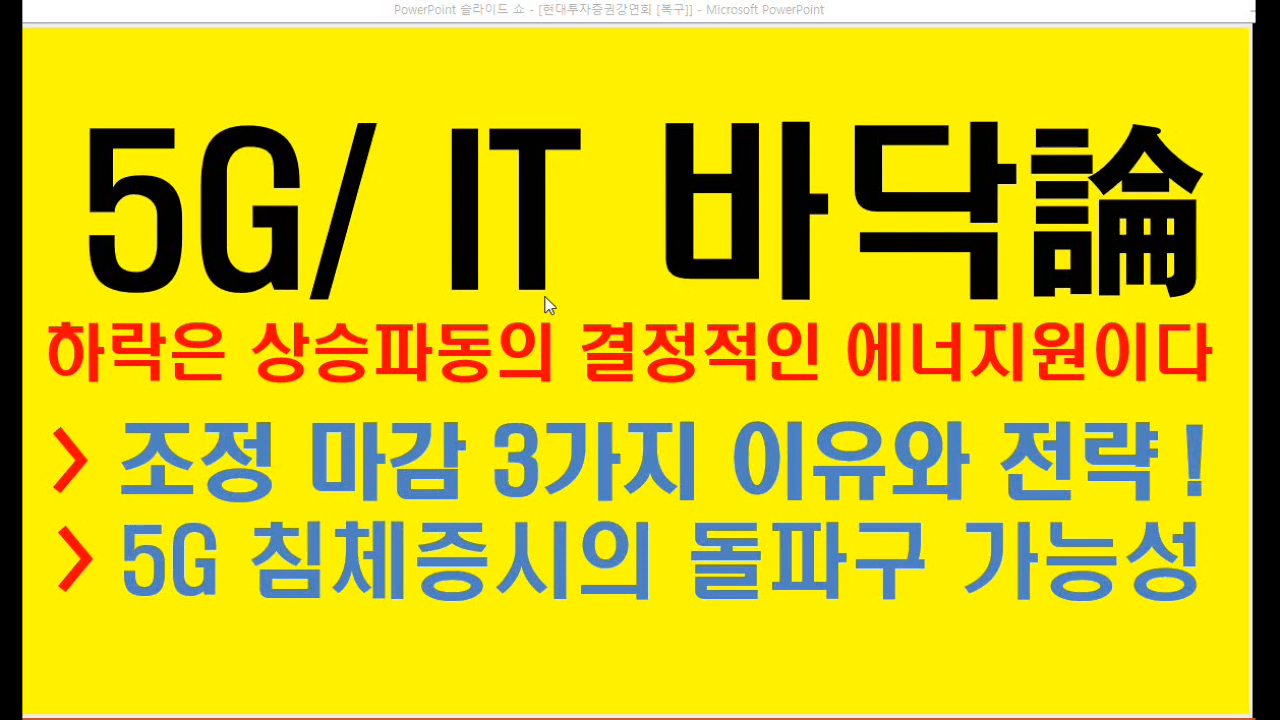 PowerPoint 슬라이드 쇼 - [현대투자증권강연회 [복구]] - Microsoft PowerPoint
5G/ IT 바닥論
하락은 상승파동의 결정적인 에너지원이다
> 조정 마감 3가지 이유와 전략 !
> 5G 침체증시의 돌파구 가능성